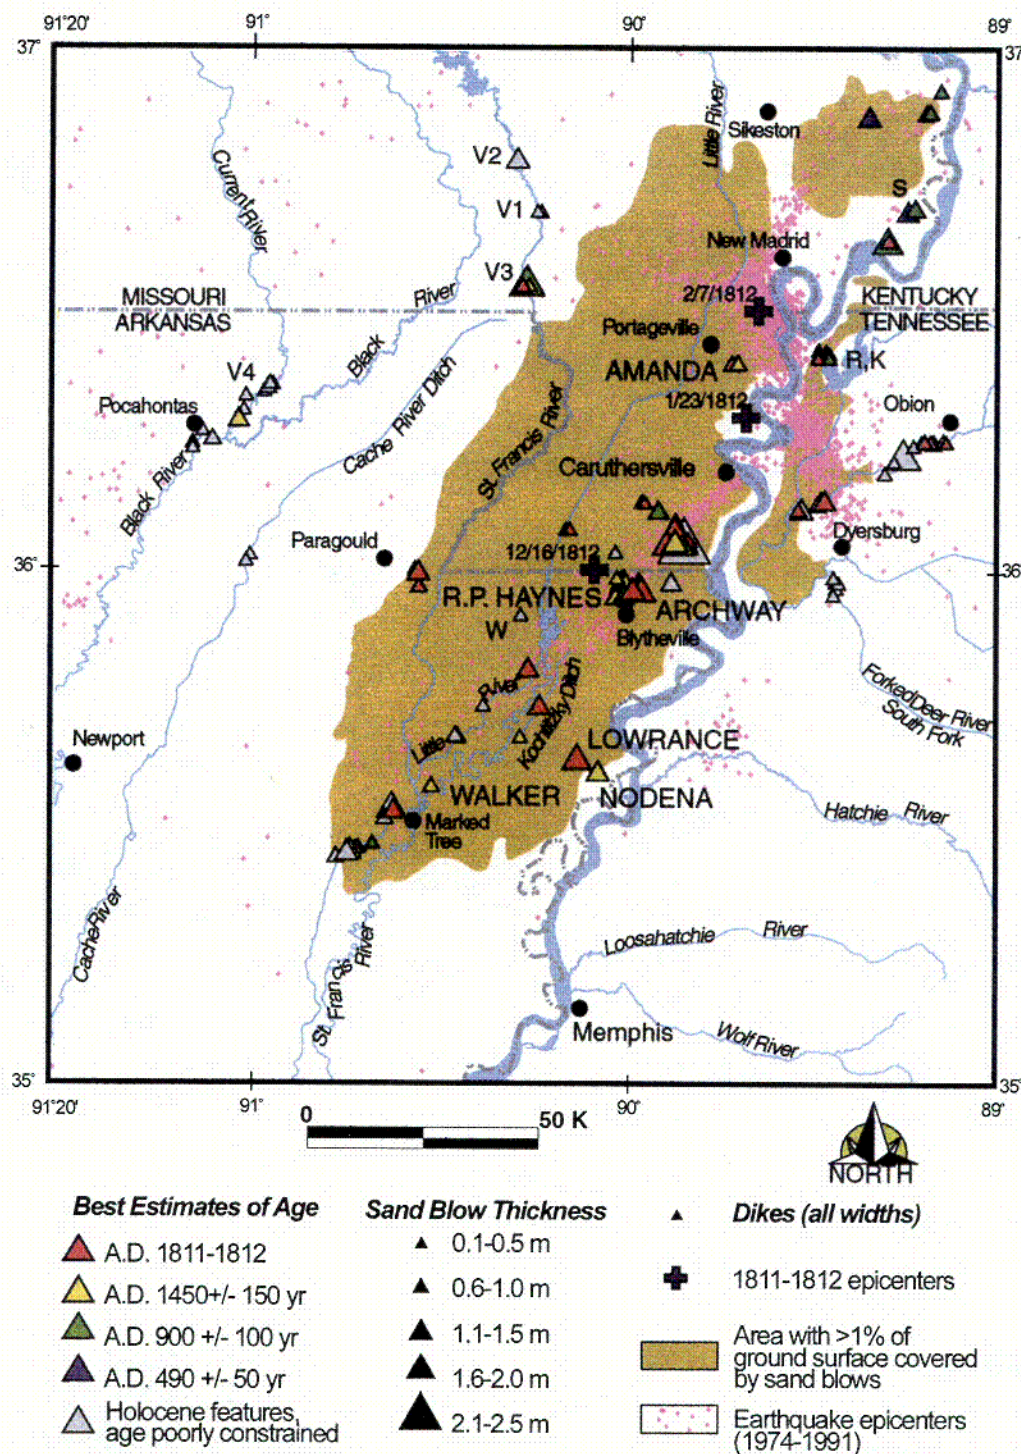 91°20' 91° 90° 89°
37° 37°
Sikeston
Little River
V2
Current River
V1
S
New Madrid
V3
2/7/1812
MISSOURI
ARKANSAS
River
KENTUCKY
TENNESSEE
Portageville
Black
R,K
AMANDA
V4
1/23/1812
Pocahontas
Obion
Cache River Ditch
St. Francis River
Caruthersville
Black River
Paragould
12/16/1812
Dyersburg
36° 36°
R.P. HAYNES
ARCHWAY
W
Blytheville
River
Kochitzky Ditch
Forked Deer River
South Fork
Newport
Little
LOWRANCE
WALKER
NODENA
Marked
Tree
Hatchie River
Cache River
St. Francis River
Loosahatchie River
Memphis
Wolf River
35° 35°
91°20' 91° 90° 89°
0 50 K
NORTH
Best Estimates of Age
A.D. 1811-1812
A.D. 1450+/- 150 yr
A.D. 900 +/- 100 yr
A.D. 490 +/- 50 yr
Holocene features,
age poorly constrained
Sand Blow Thickness
0.1-0.5 m
0.6-1.0 m
1.1-1.5 m
1.6-2.0 m
2.1-2.5 m
Dikes (all widths)
1811-1812 epicenters
Area with >1% of
ground surface covered
by sand blows
Earthquake epicenters
(1974-1991)